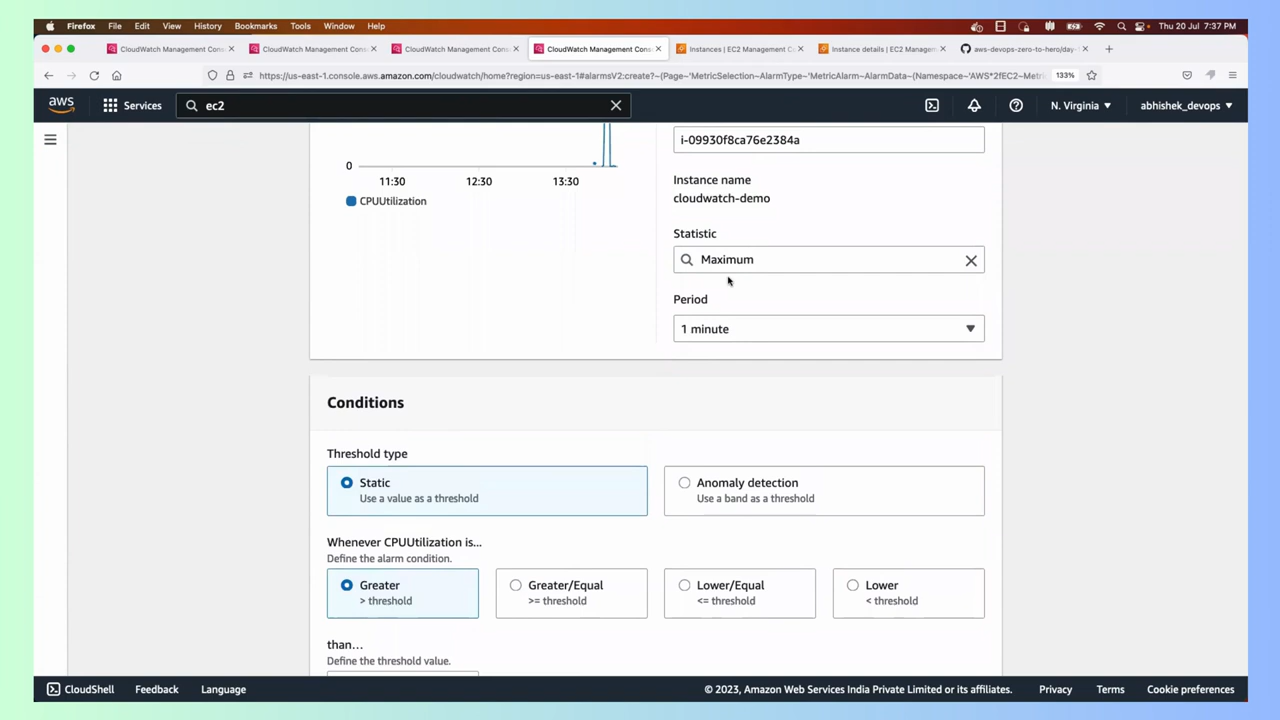 Firefox File Edit View History Bookmarks Tools Window Help Thu 20 Jul 7:37 PM
CloudWatch Management Cons CloudWatch Management Cons CloudWatch Management Cons CloudWatch Management Cons Instances | EC2 Management C Instance details | EC2 Manageme aws-devops-zero-to-hero/day-
https://us-east-1.console.aws.amazon.com/cloudwatch/home?region=us-east-1#alarmsV2:create?~(Page~'MetricSelection~AlarmType~'MetricAlarm~AlarmData~(Namespace~'AWS*2fEC2~Metric 133%
aws Services ec2 N. Virginia abhishek_devops
i-09930f8ca76e2384a
0
11:30 12:30 13:30
CPUUtilization
Instance name
cloudwatch-demo
Statistic
Maximum
Period
1 minute
Conditions
Threshold type
Static
Use a value as a threshold
Anomaly detection
Use a band as a threshold
Whenever CPUUtilization is...
Define the alarm condition.
Greater
> threshold
Greater/Equal
>= threshold
Lower/Equal
<= threshold
Lower
< threshold
than...
Define the threshold value.
CloudShell Feedback Language © 2023, Amazon Web Services India Private Limited or its affiliates. Privacy Terms Cookie preferences